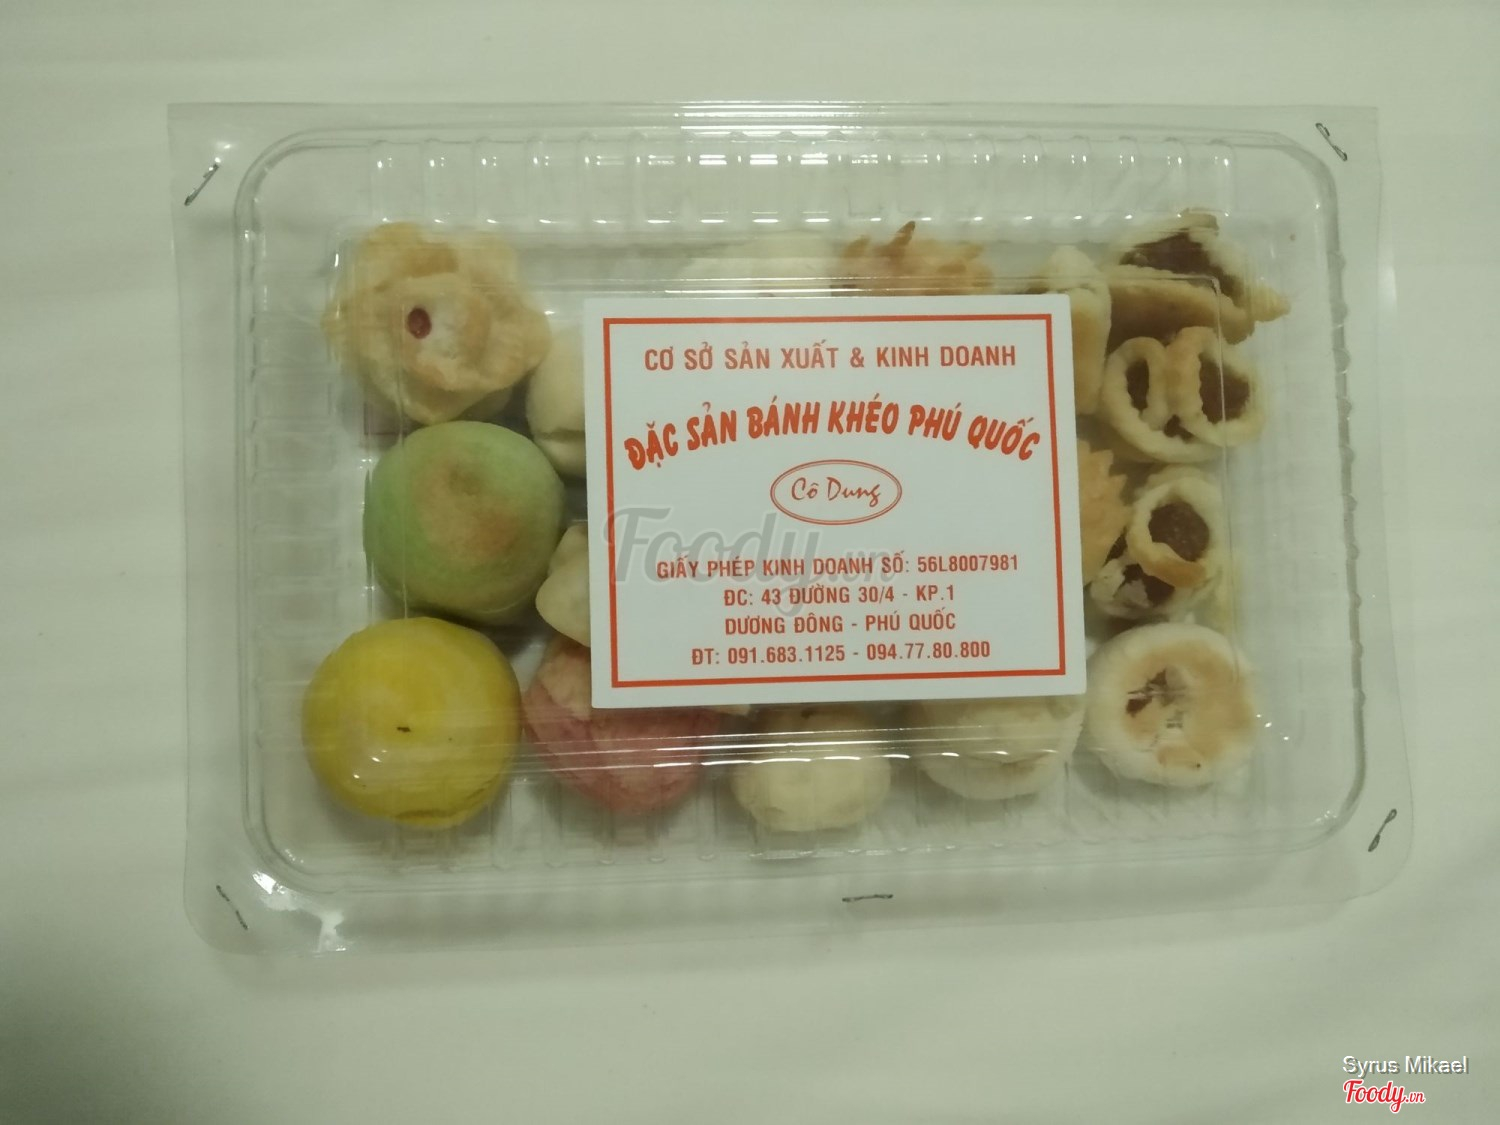 CƠ SỞ SẢN XUẤT & KINH DOANH
ĐẶC SẢN BÁNH KHÉO PHÚ QUỐC
Cô Dung
Foody.vn
GIẤY PHÉP KINH DOANH SỐ: 56L8007981
ĐC: 43 ĐƯỜNG 30/4 - KP.1
DƯƠNG ĐÔNG - PHÚ QUỐC
ĐT: 091.683.1125 - 094.77.80.800
Syrus Mikael
Foody.vn